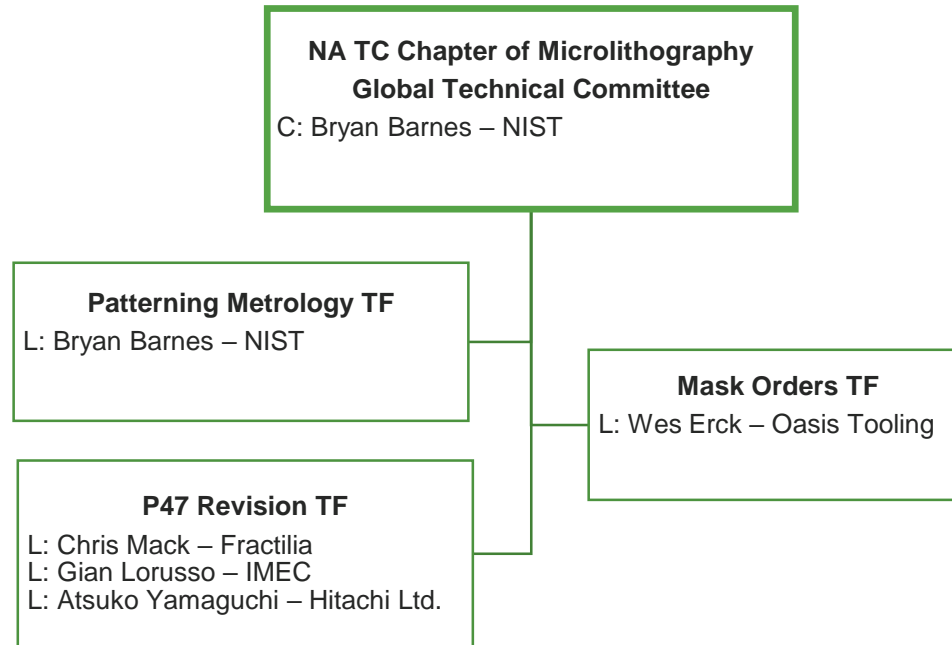 NA TC Chapter of Microlithography
Global Technical Committee
C: Bryan Barnes – NIST
Patterning Metrology TF
L: Bryan Barnes – NIST
Mask Orders TF
L: Wes Erck – Oasis Tooling
P47 Revision TF
L: Chris Mack – Fractilia
L: Gian Lorusso – IMEC
L: Atsuko Yamaguchi – Hitachi Ltd.